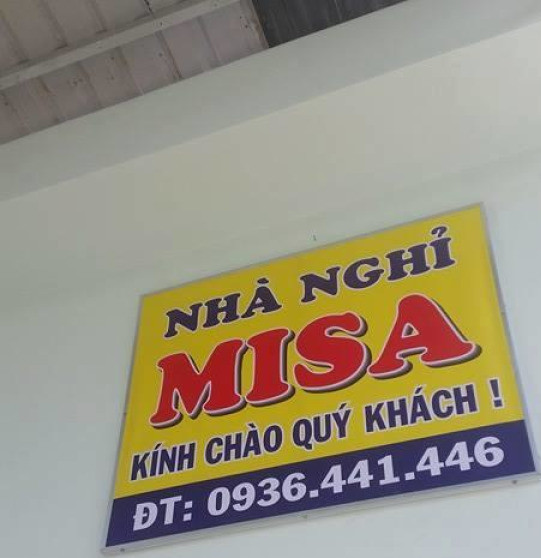 NHÀ NGHỈ
MISA
KÍNH CHÀO QUÝ KHÁCH !
ĐT: 0936.441.446